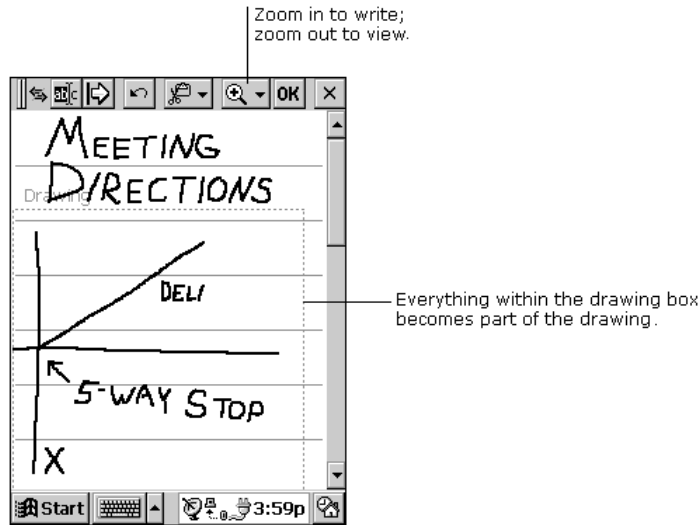 Zoom in to write;
zoom out to view.
ab c OK ×
MEETING
DIRECTIONS
Drawing
DELI
Everything within the drawing box
becomes part of the drawing.
5-WAY STOP
X
Start 3:59p